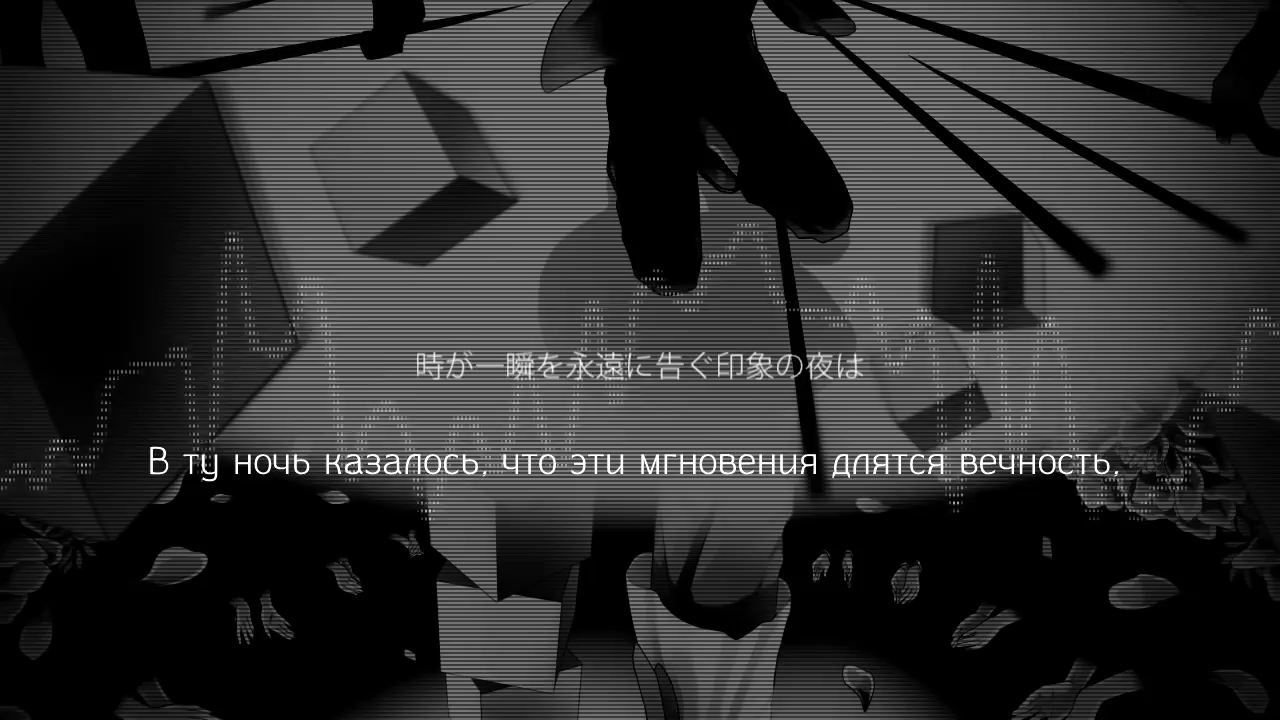 時が一瞬を永遠に告ぐ印象の夜は
В ту ночь казалось, что эти мгновения длятся вечность,